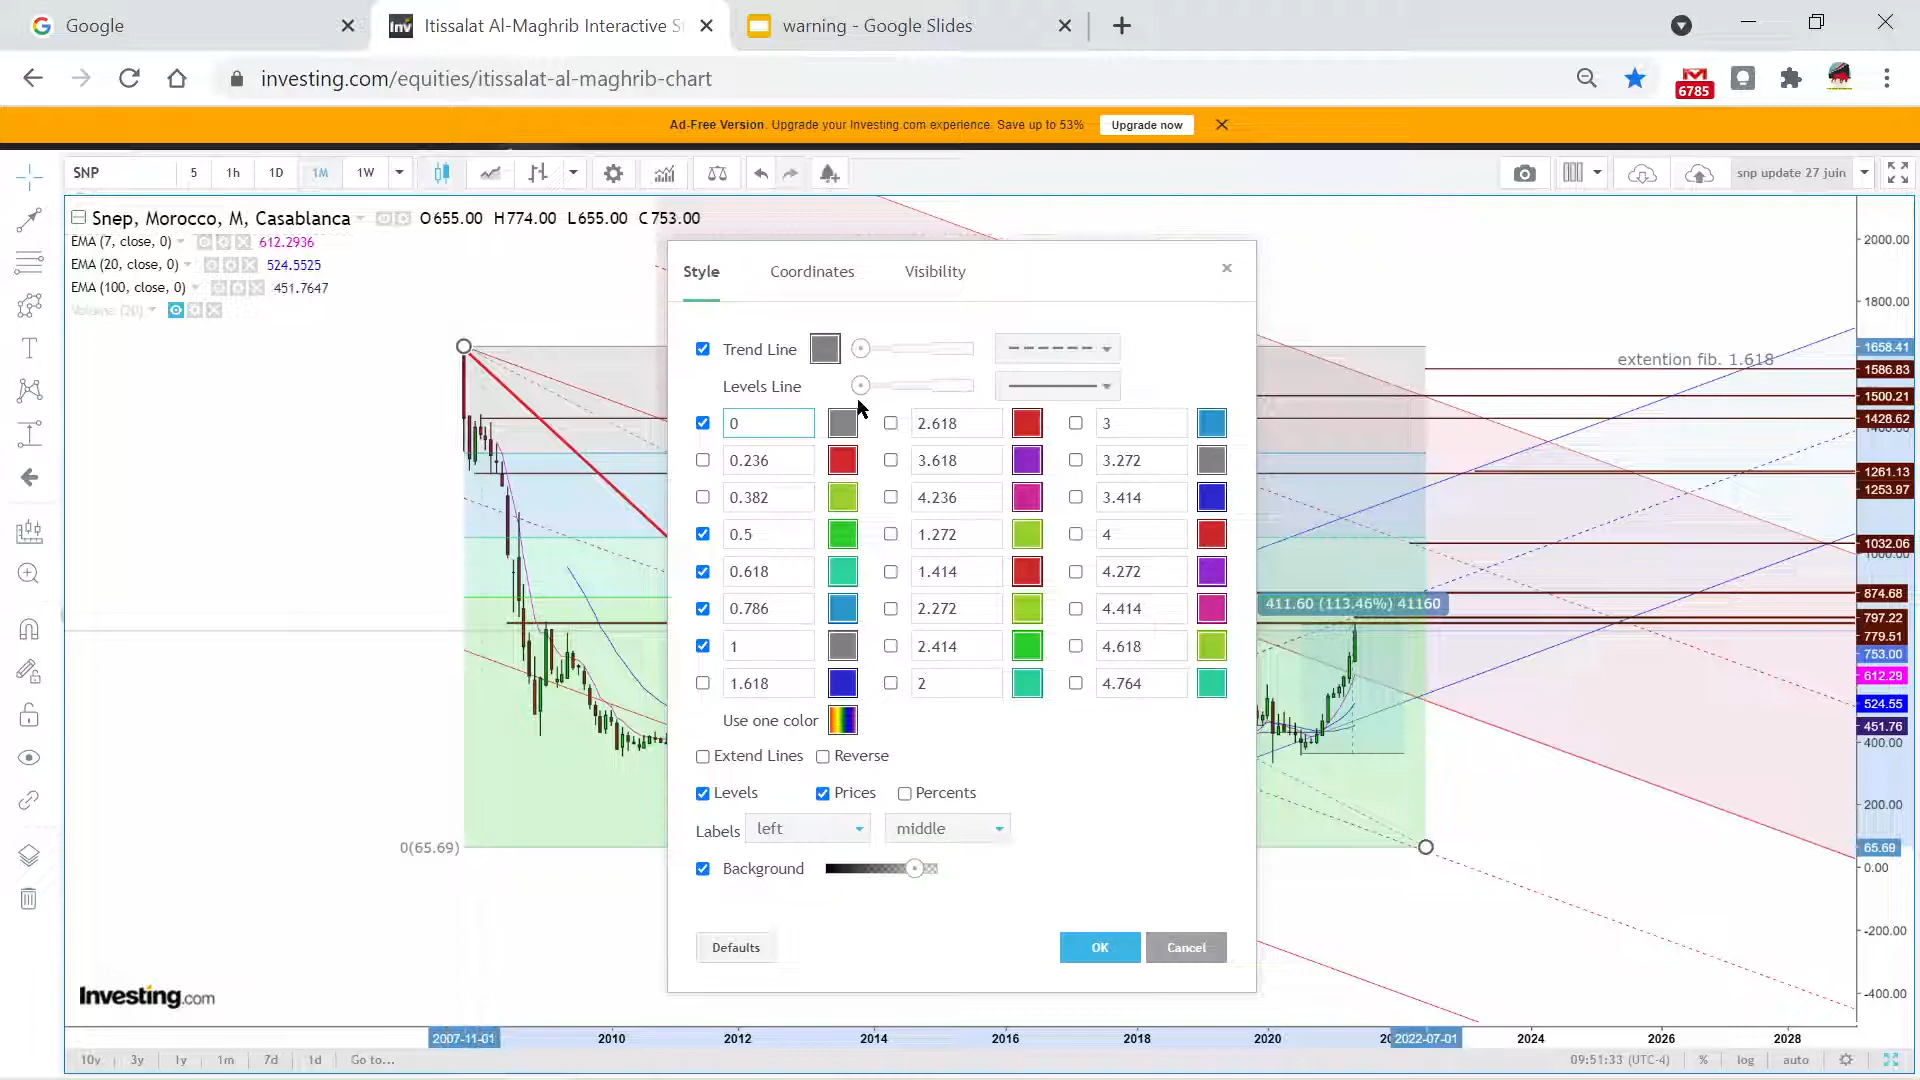 Google
Itissalat Al-Maghrib Interactive S
warning - Google Slides
investing.com/equities/itissalat-al-maghrib-chart
6785
Ad-Free Version. Upgrade your Investing.com experience. Save up to 53%
Upgrade now
SNP
5
1h
1D
1M
1W
snp update 27 juin
Snep, Morocco, M, Casablanca
O655.00 H774.00 L655.00 C753.00
EMA (7, close, 0)
612.2936
EMA (20, close, 0)
524.5525
EMA (100, close, 0)
451.7647
Volume (20)
Style
Coordinates
Visibility
Trend Line
Levels Line
0
2.618
3
0.236
3.618
3.272
0.382
4.236
3.414
0.5
1.272
4
0.618
1.414
4.272
0.786
2.272
4.414
1
2.414
4.618
1.618
2
4.764
Use one color
Extend Lines
Reverse
Levels
Prices
Percents
Labels
left
middle
Background
Defaults
OK
Cancel
0(65.69)
extention fib. 1.618
411.60 (113.46%) 41160
2000.00
1800.00
1658.41
1586.83
1500.21
1428.62
1261.13
1253.97
1032.06
874.68
797.22
779.51
753.00
612.29
524.55
451.76
400.00
200.00
65.69
0.00
-200.00
-400.00
Investing.com
2007-11-01
2010
2012
2014
2016
2018
2020
2022-07-01
2024
2026
2028
10y
3y
1y
1m
7d
1d
Go to...
09:51:33 (UTC-4)
%
log
auto